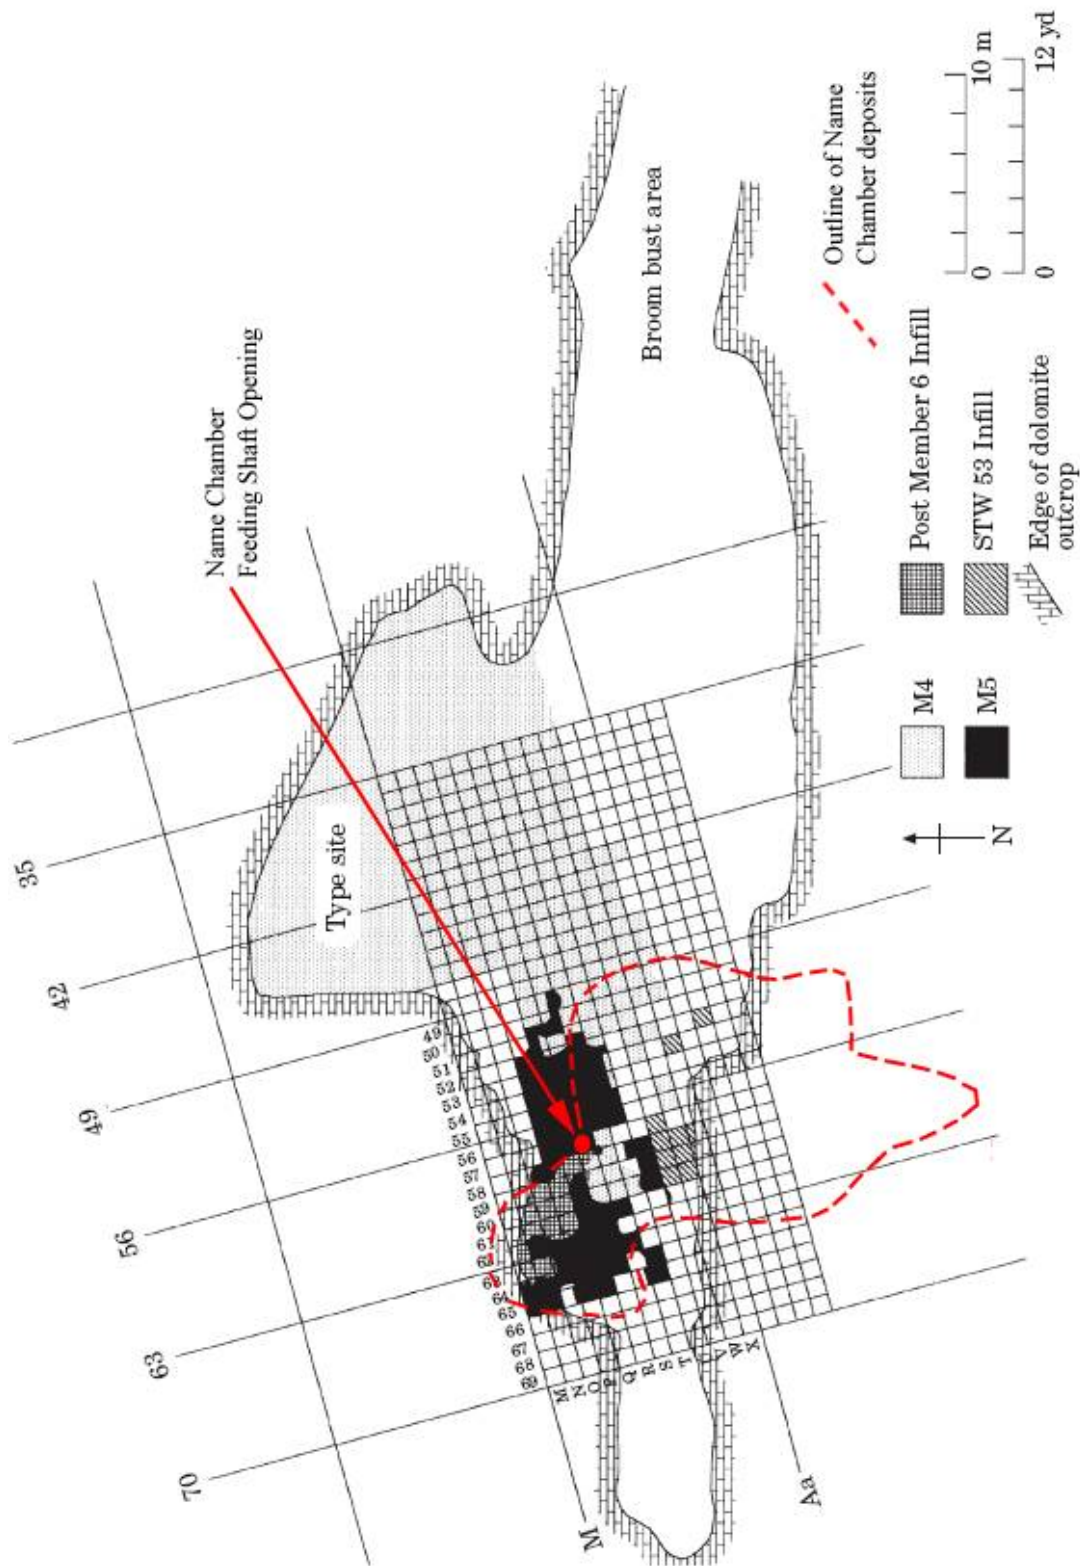 Name Chamber
Feeding Shaft Opening
35
42
49
56
63
70
Type site
Broom bust area
49
50
51
52
53
54
55
56
57
58
59
60
61
62
63
64
65
66
67
68
69
M
N
O
P
Q
R
S
T
U
V
W
X
M
Aa
N
M4
M5
Post Member 6 Infill
STW 53 Infill
Edge of dolomite
outcrop
Outline of Name
Chamber deposits
0 10 m
0 12 yd